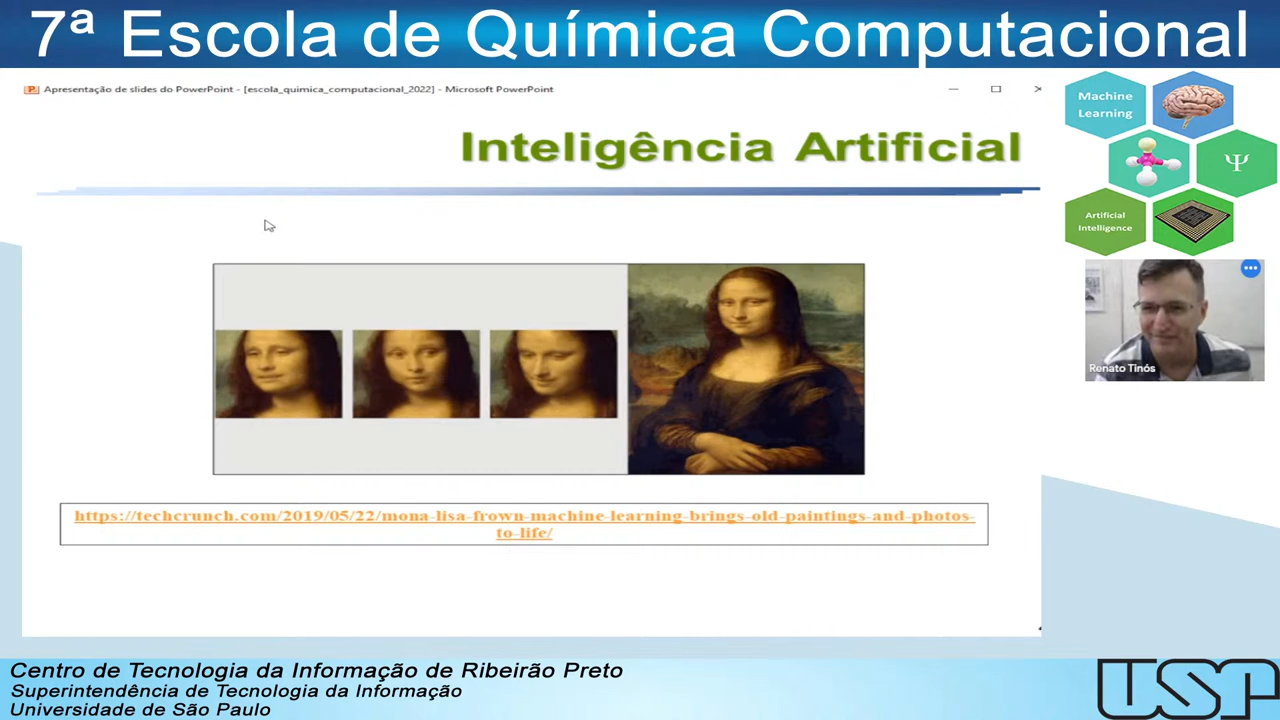 7ª Escola de Química Computacional
Apresentação de slides do PowerPoint - [escola_quimica_computacional_2022] - Microsoft PowerPoint
Inteligência Artificial
Machine
Learning
Ψ
Artificial
Intelligence
Renato Tinós
https://techcrunch.com/2019/05/22/mona-lisa-frown-machine-learning-brings-old-paintings-and-photos-
to-life/
Centro de Tecnologia da Informação de Ribeirão Preto
Superintendência de Tecnologia da Informação
Universidade de São Paulo
USP